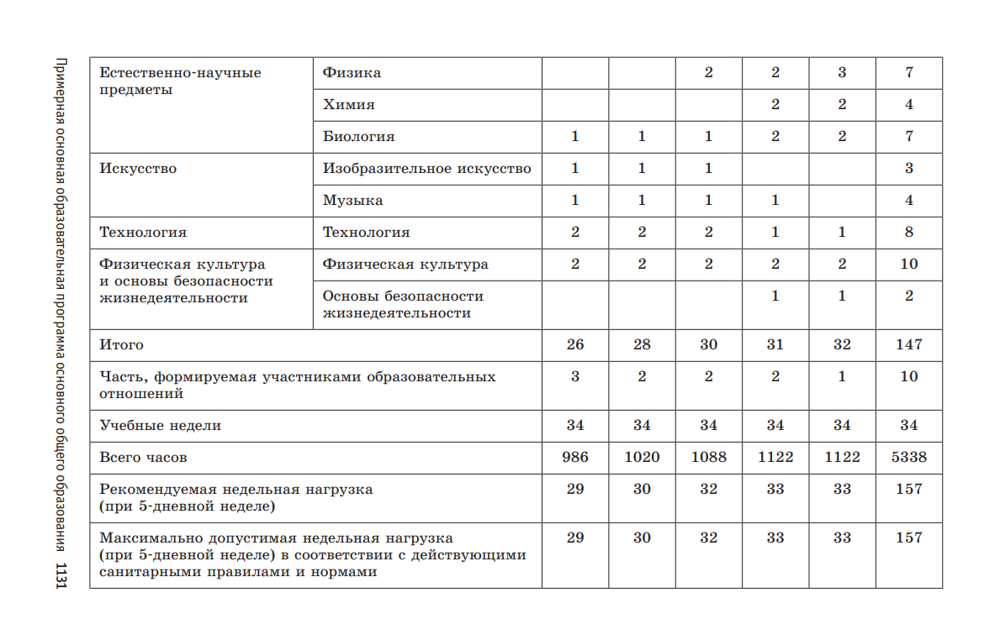 Примерная основная образовательная программа основного общего образования 1131
Естественно-научные
предметы
Физика 2 2 3 7
Химия 2 2 4
Биология 1 1 1 2 2 7
Искусство
Изобразительное искусство 1 1 1 3
Музыка 1 1 1 1 4
Технология Технология 2 2 2 1 1 8
Физическая культура
и основы безопасности
жизнедеятельности
Физическая культура 2 2 2 2 2 10
Основы безопасности 1 1 2
жизнедеятельности
Итого 26 28 30 31 32 147
Часть, формируемая участниками образовательных 3 2 2 2 1 10
отношений
Учебные недели 34 34 34 34 34 34
Всего часов 986 1020 1088 1122 1122 5338
Рекомендуемая недельная нагрузка 29 30 32 33 33 157
(при 5-дневной неделе)
Максимально допустимая недельная нагрузка 29 30 32 33 33 157
(при 5-дневной неделе) в соответствии с действующими
санитарными правилами и нормами